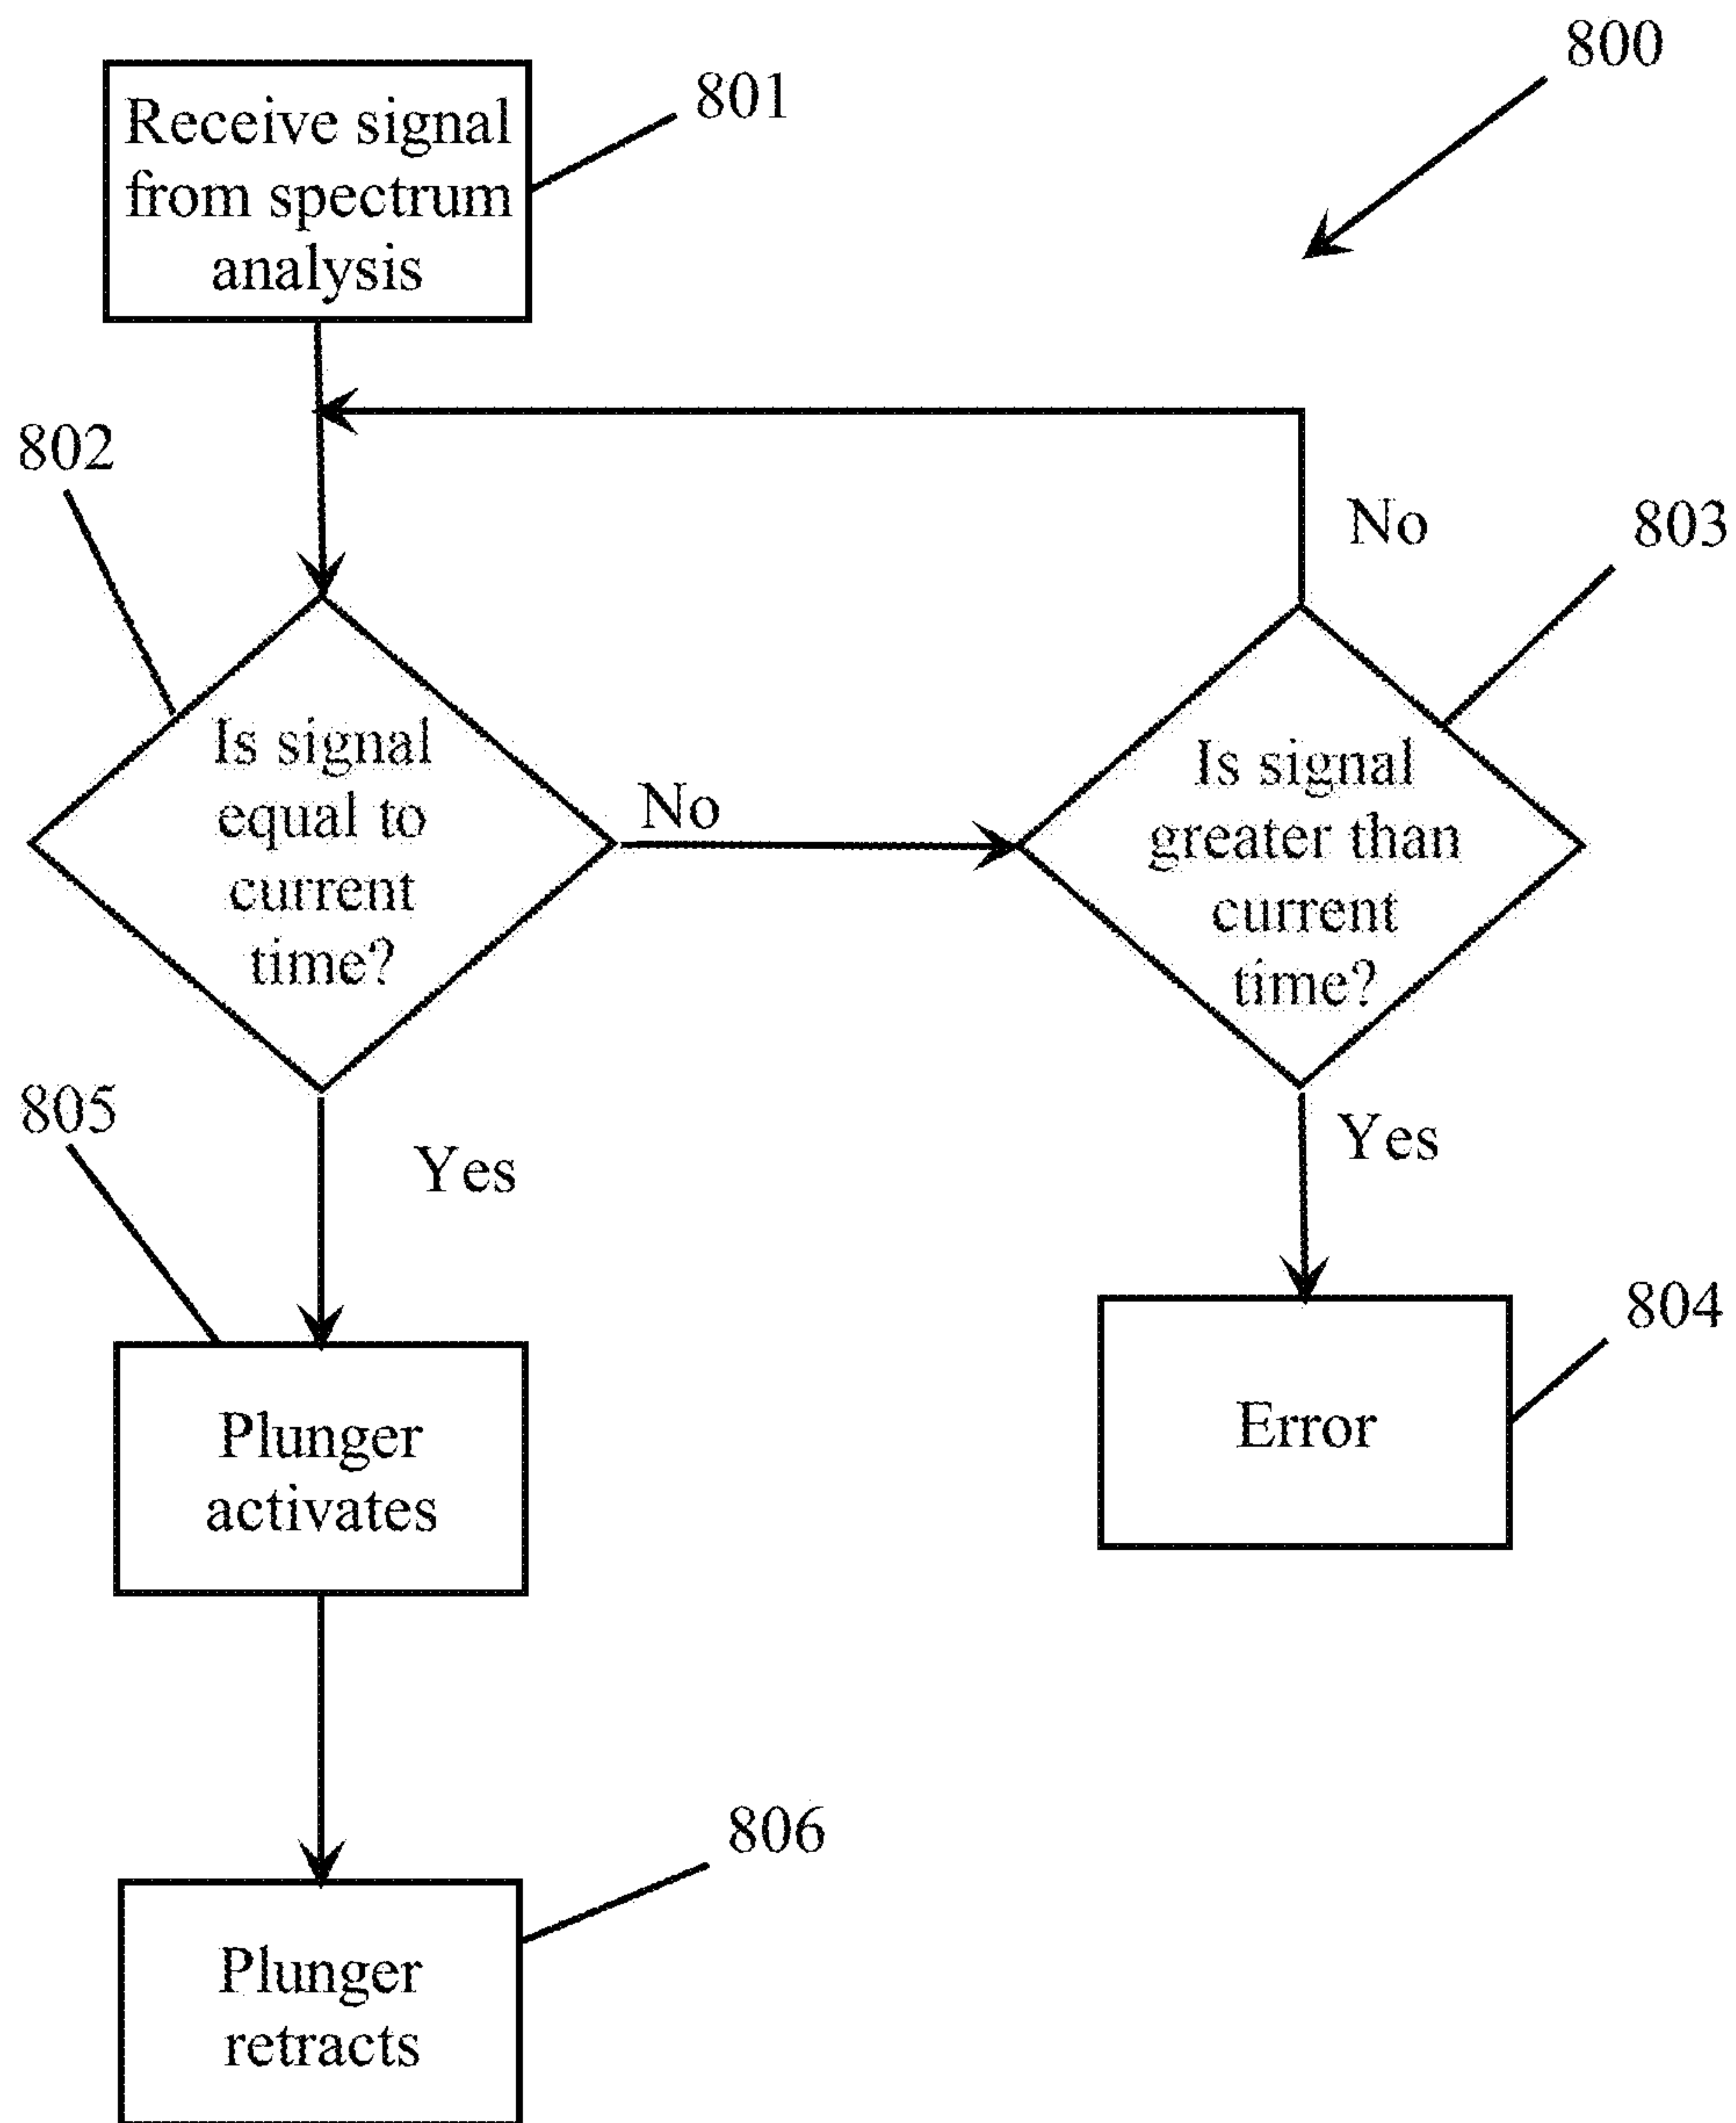 800
801
Receive signal
from spectrum
analysis
802
No
803
Is signal
equal to
current
time?
No
Is signal
greater than
current
time?
805
Yes
Yes
804
Plunger
activates
Error
806
Plunger
retracts